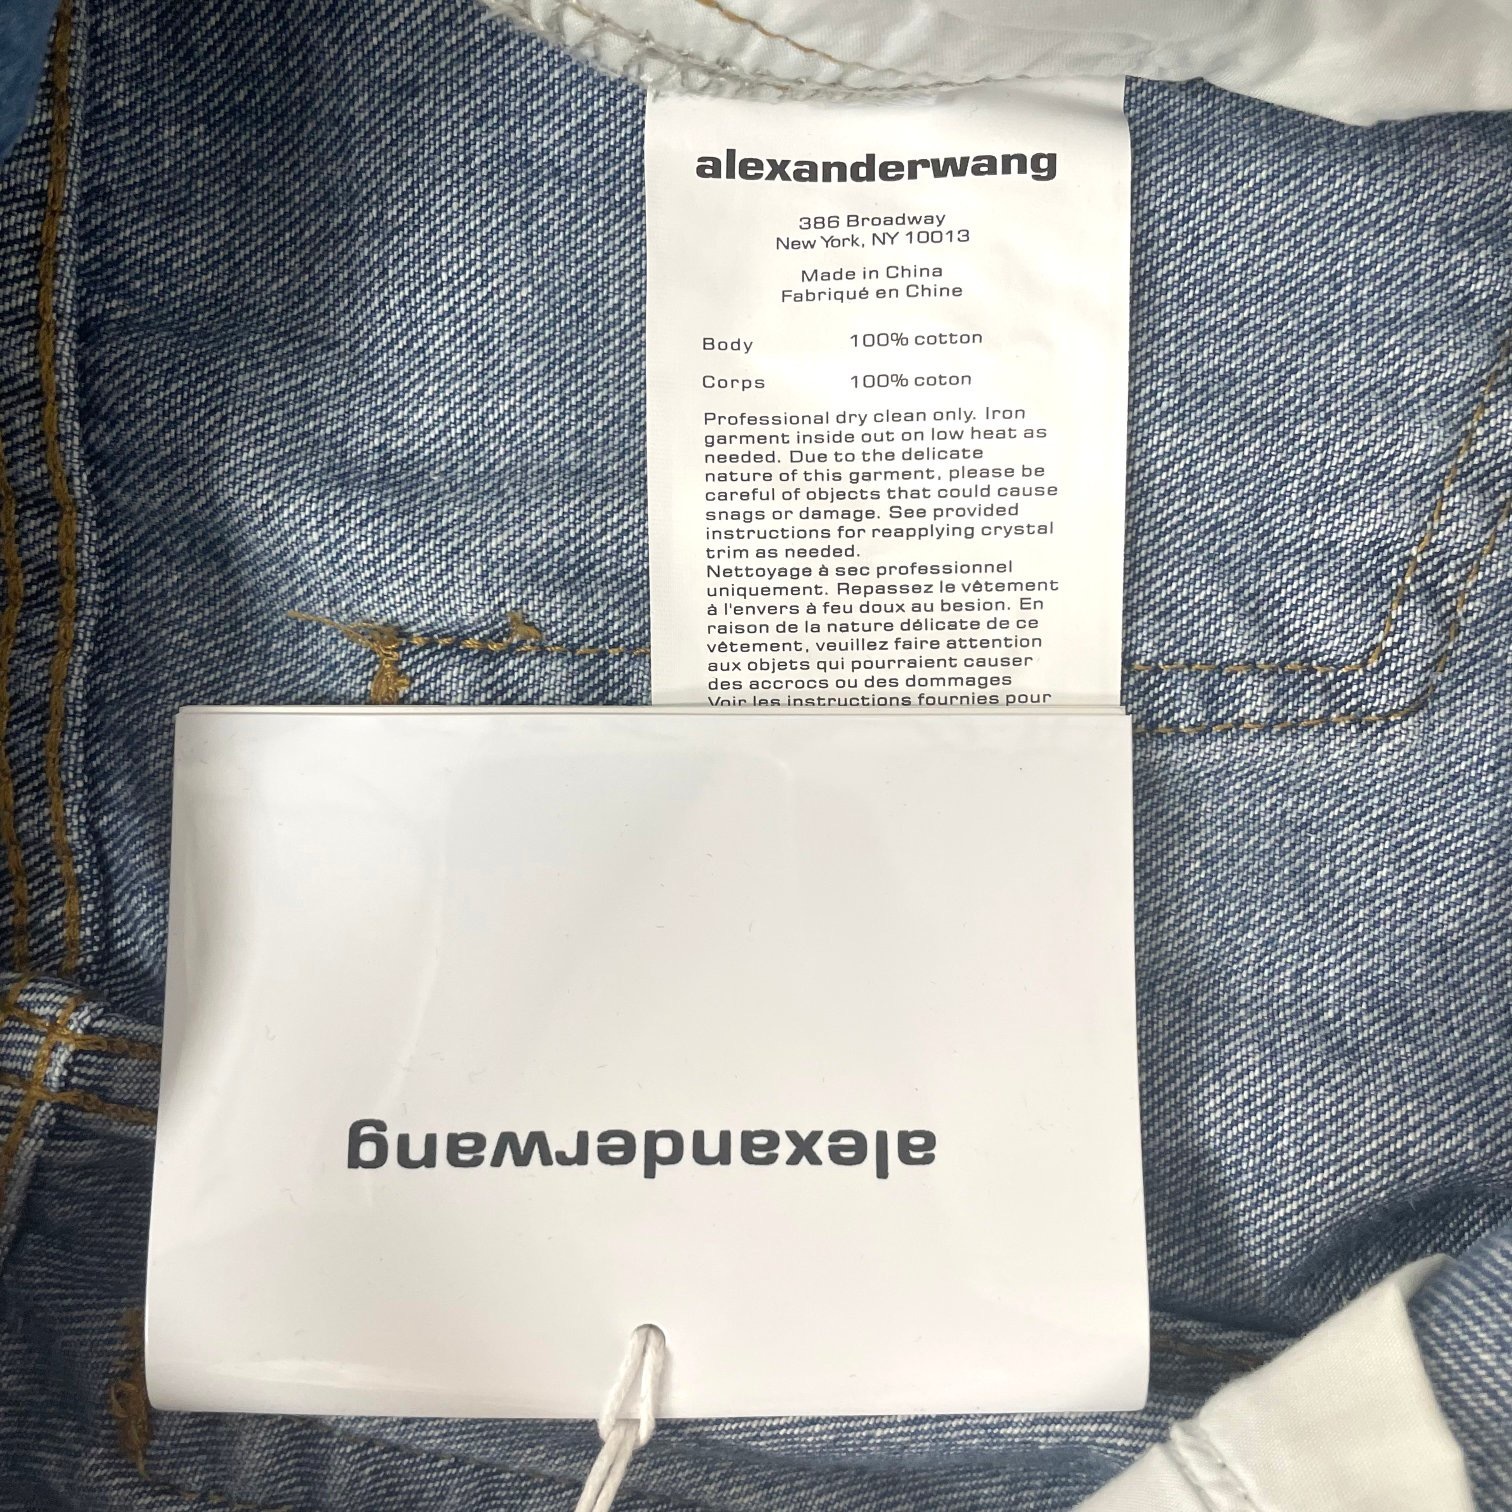 alexanderwang
386 Broadway
New York, NY 10013
Made in China
Fabriqué en Chine
Body 100% cotton
Corps 100% coton
Professional dry clean only. Iron
garment inside out on low heat as
needed. Due to the delicate
nature of this garment, please be
careful of objects that could cause
snags or damage. See provided
instructions for reapplying crystal
trim as needed.
Nettoyage à sec professionnel
uniquement. Repassez le vêtement
à l'envers à feu doux au besion. En
raison de la nature délicate de ce
vêtement, veuillez faire attention
aux objets qui pourraient causer
des accrocs ou des dommages
Voir les instructions fournies pour
alexanderwang